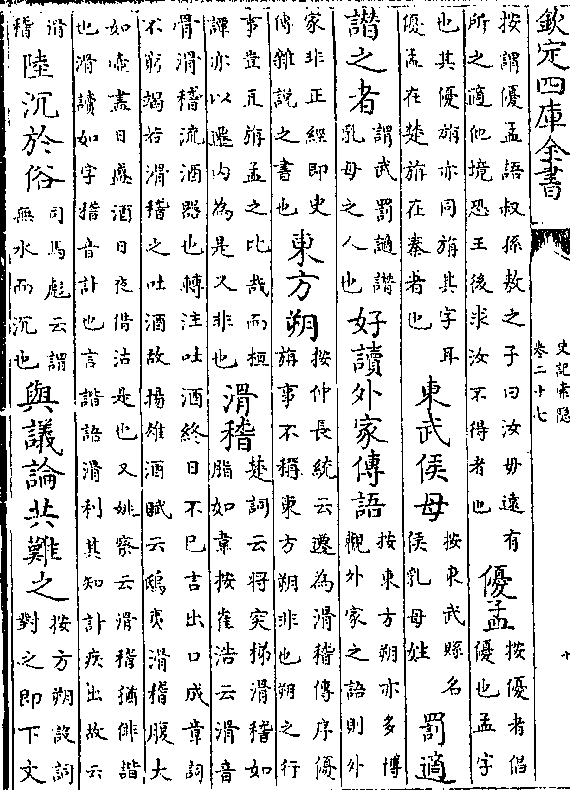 欽定四庫全書
史記索隱
卷二十七
十
按謂優孟語叔孫敖之子曰汝毋遠有
所之適他境恐王後求汝不得者也
優孟
按優者倡
優也孟字
也其優旃亦同旃其字耳
優孟在楚旃在秦者也
東武侯母
按東武縣名
侯乳母姓
罰適
譖之者
謂武罰謫譖
乳母之人也
好讀外家傳語
按東方朔亦多博
觀外家之語則外
家非正經即史
傳雜說之書也
東方朔
按仲長統云遷為滑稽傳序優
旃事不稱東方朔非也朔之行
事豈直旃孟之比哉而桓
譚亦以遷内為是又非也
滑稽
楚詞云將突梯滑稽如
脂如韋按崔浩云滑音
骨滑稽流酒器也轉注吐酒終日不已言出口成章詞
不窮竭若滑稽之吐酒故揚雄酒賦云鴟夷滑稽腹大
如壺盡日盛酒日夜借沽是也又姚察云滑稽猶俳諧
也滑讀如字稽音計也言諧語滑利其知計疾出故云
滑
稽
陸沉於俗
司馬彪云謂
無水而沉也
與議論共難之
按方朔設詞
對之即下文